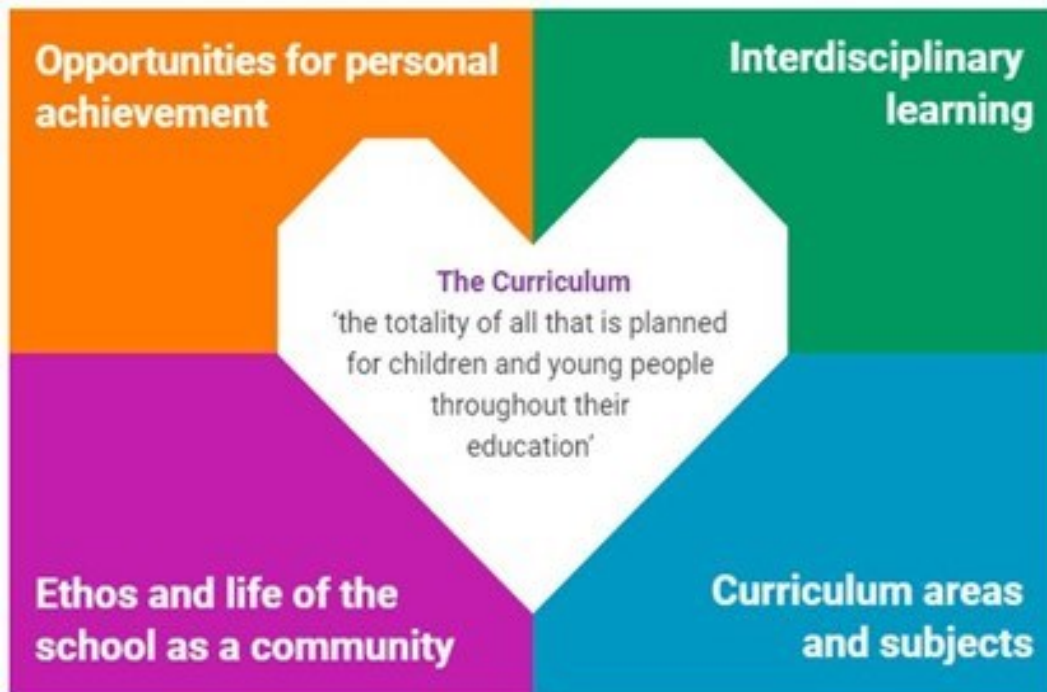 Opportunities for personal
achievement
Interdisciplinary
learning
The Curriculum
‘the totality of all that is planned
for children and young people
throughout their
education’
Ethos and life of the
school as a community
Curriculum areas
and subjects